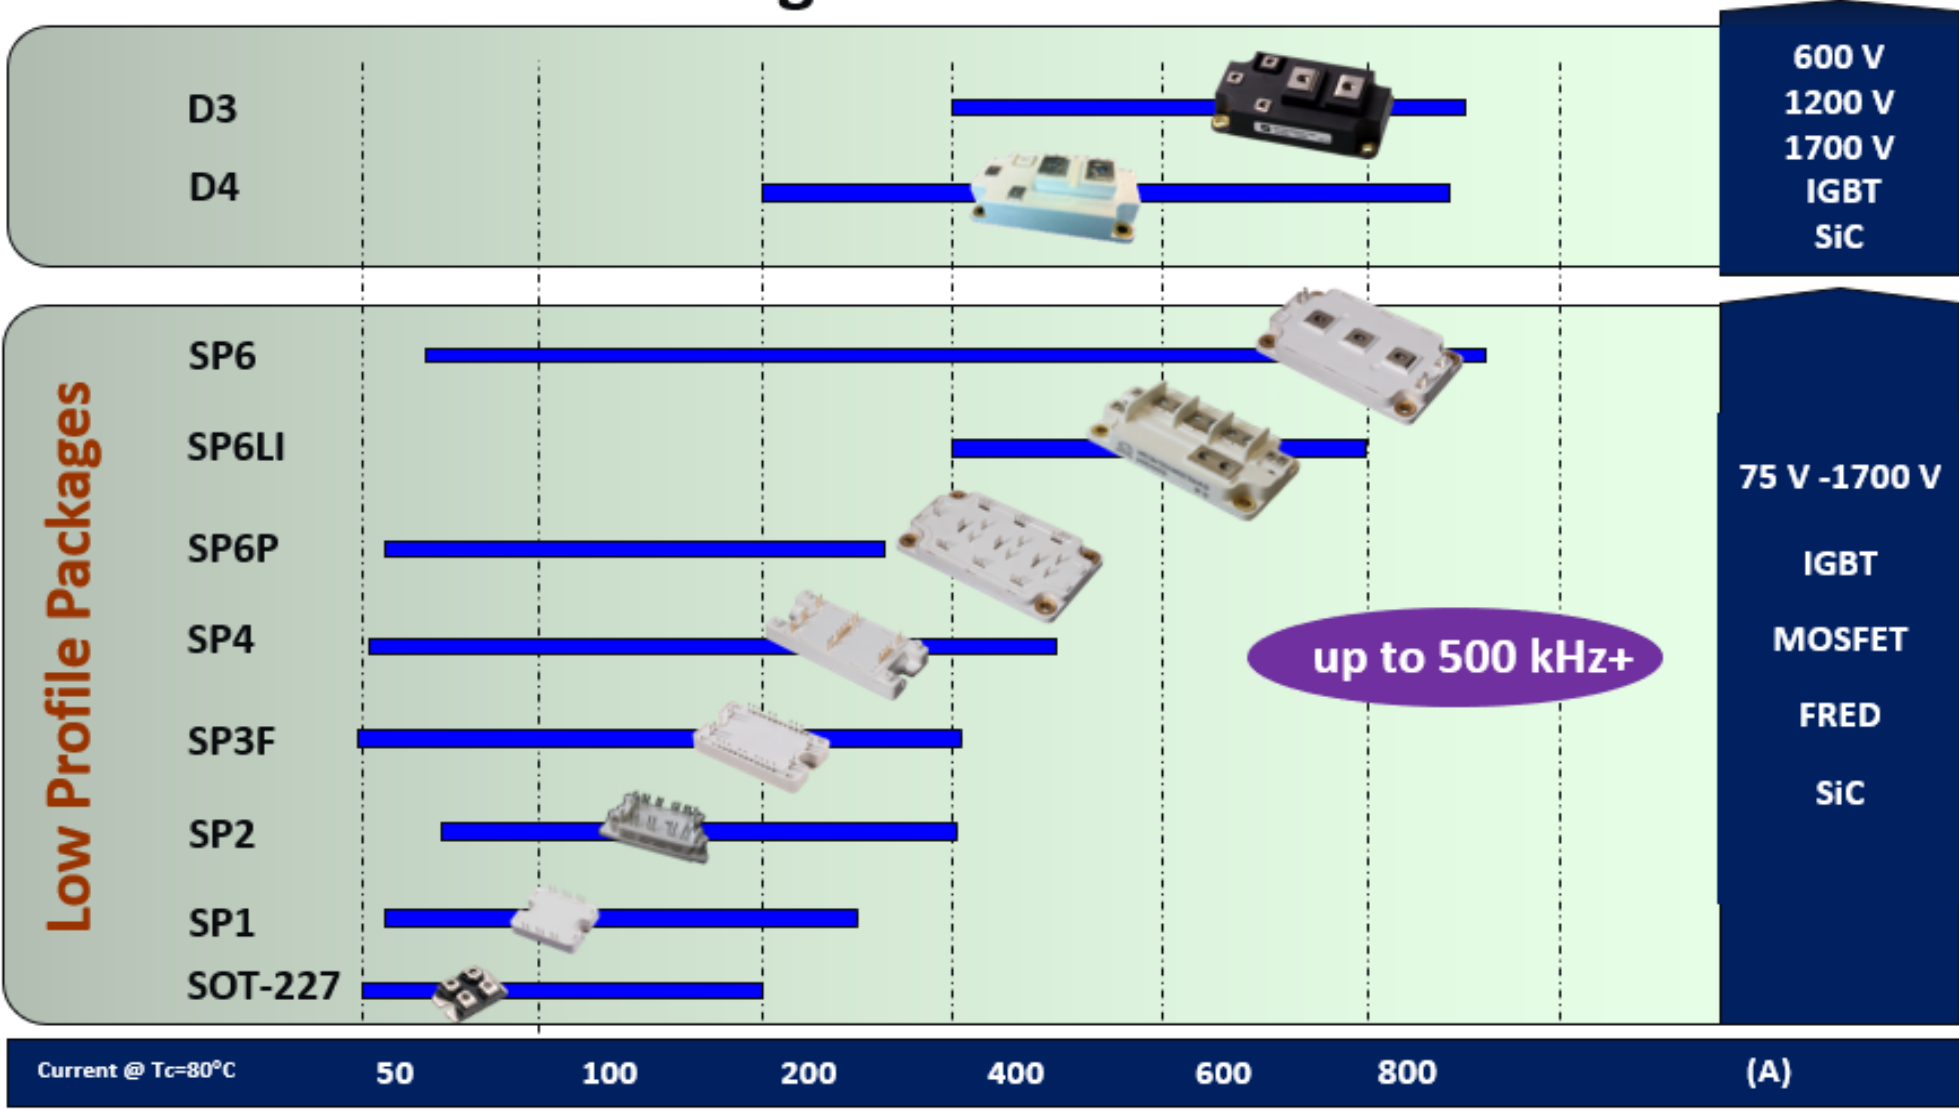 600 V
1200 V
1700 V
IGBT
SiC
D3
D4
Low Profile Packages
SP6
SP6LI
SP6P
SP4
SP3F
SP2
SP1
SOT-227
up to 500 kHz+
75 V -1700 V
IGBT
MOSFET
FRED
SiC
Current @ Tc=80°C 50 100 200 400 600 800 (A)